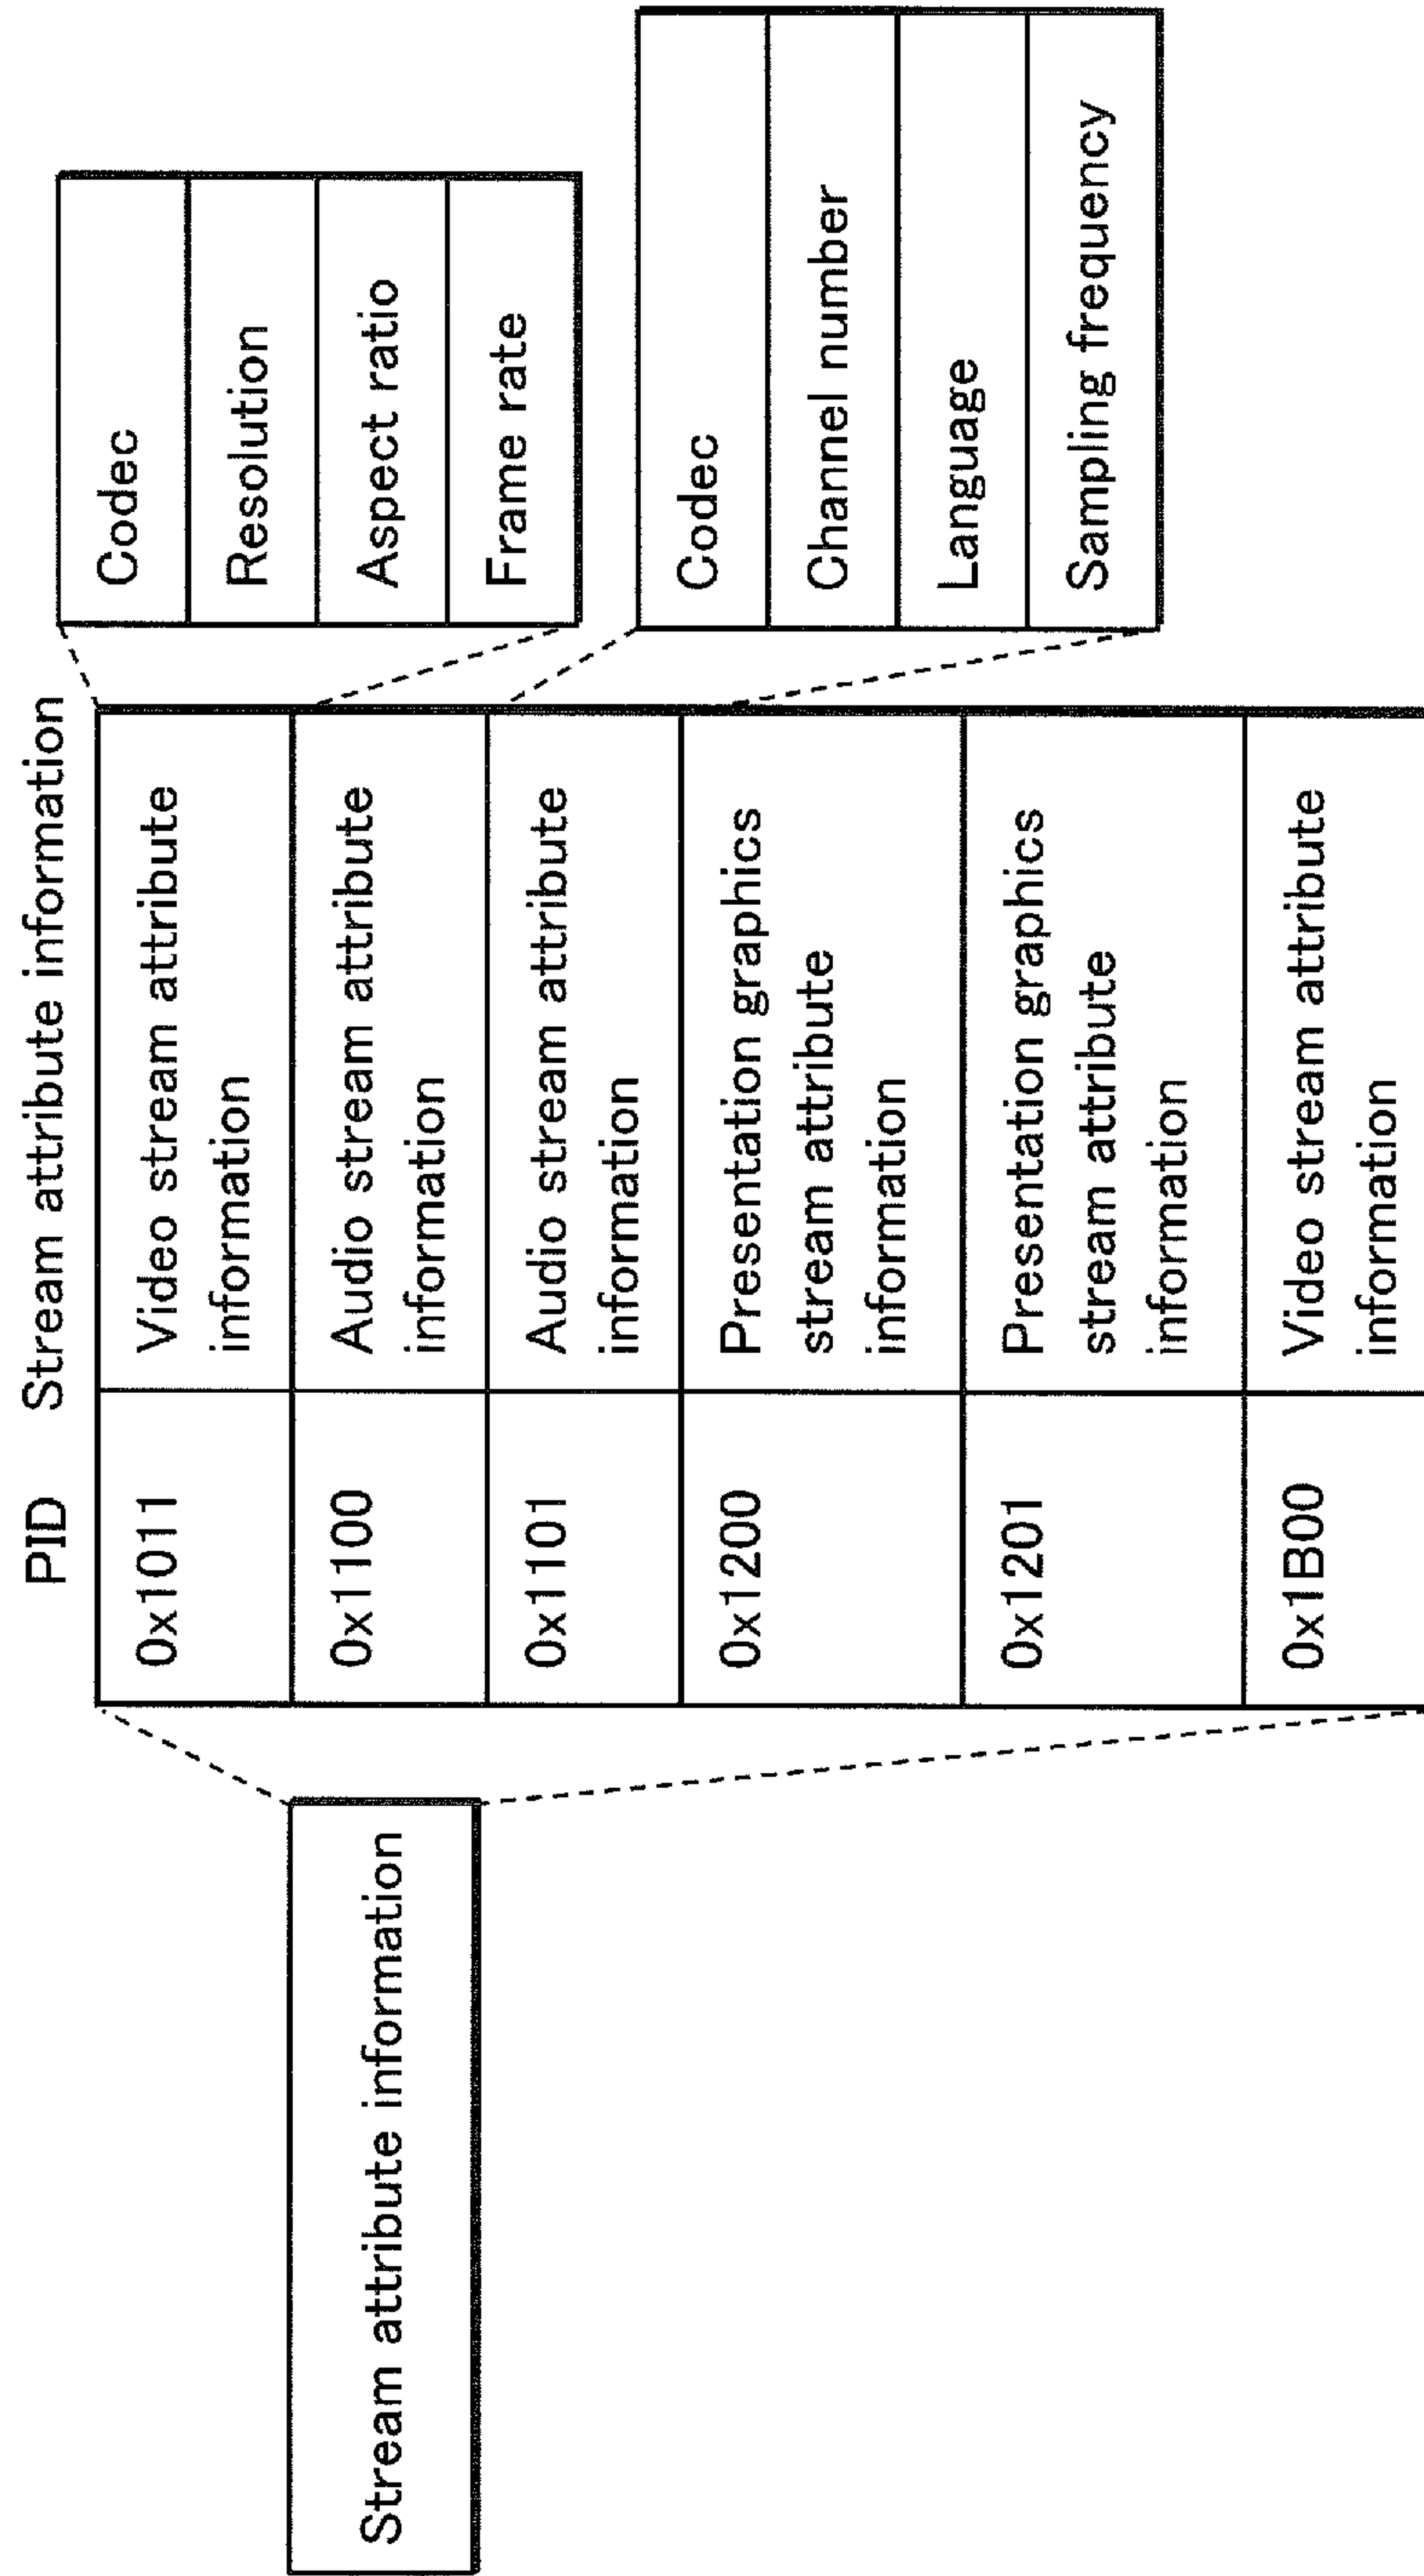 Stream attribute information
PID
Stream attribute information
0x1011
Video stream attribute
information
0x1100
Audio stream attribute
information
0x1101
Audio stream attribute
information
0x1200
Presentation graphics
stream attribute
information
0x1201
Presentation graphics
stream attribute
information
0x1B00
Video stream attribute
information
Codec
Resolution
Aspect ratio
Frame rate
Codec
Channel number
Language
Sampling frequency